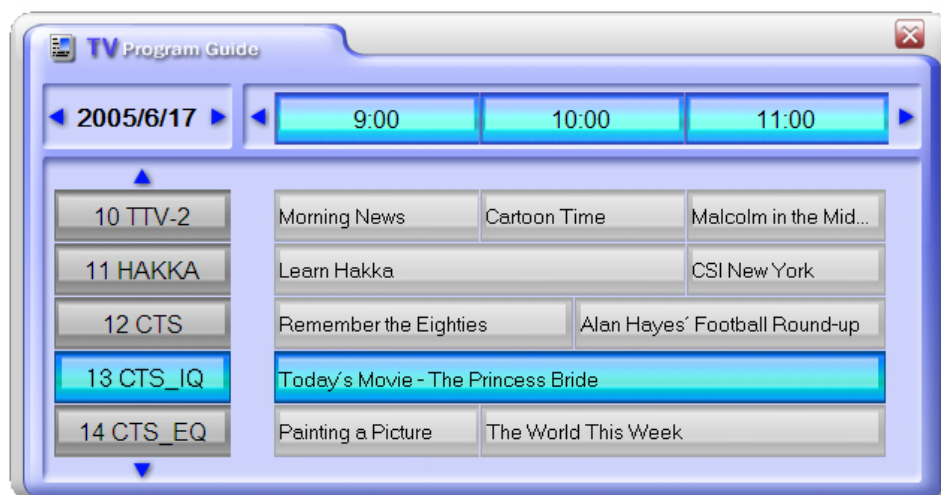 TV Program Guide
2005/6/17 9:00 10:00 11:00
10 TTV-2 Morning News Cartoon Time Malcolm in the Mid...
11 HAKKA Learn Hakka CSI New York
12 CTS Remember the Eighties Alan Hayes´ Football Round-up
13 CTS_IQ Today´s Movie - The Princess Bride
14 CTS_EQ Painting a Picture The World This Week